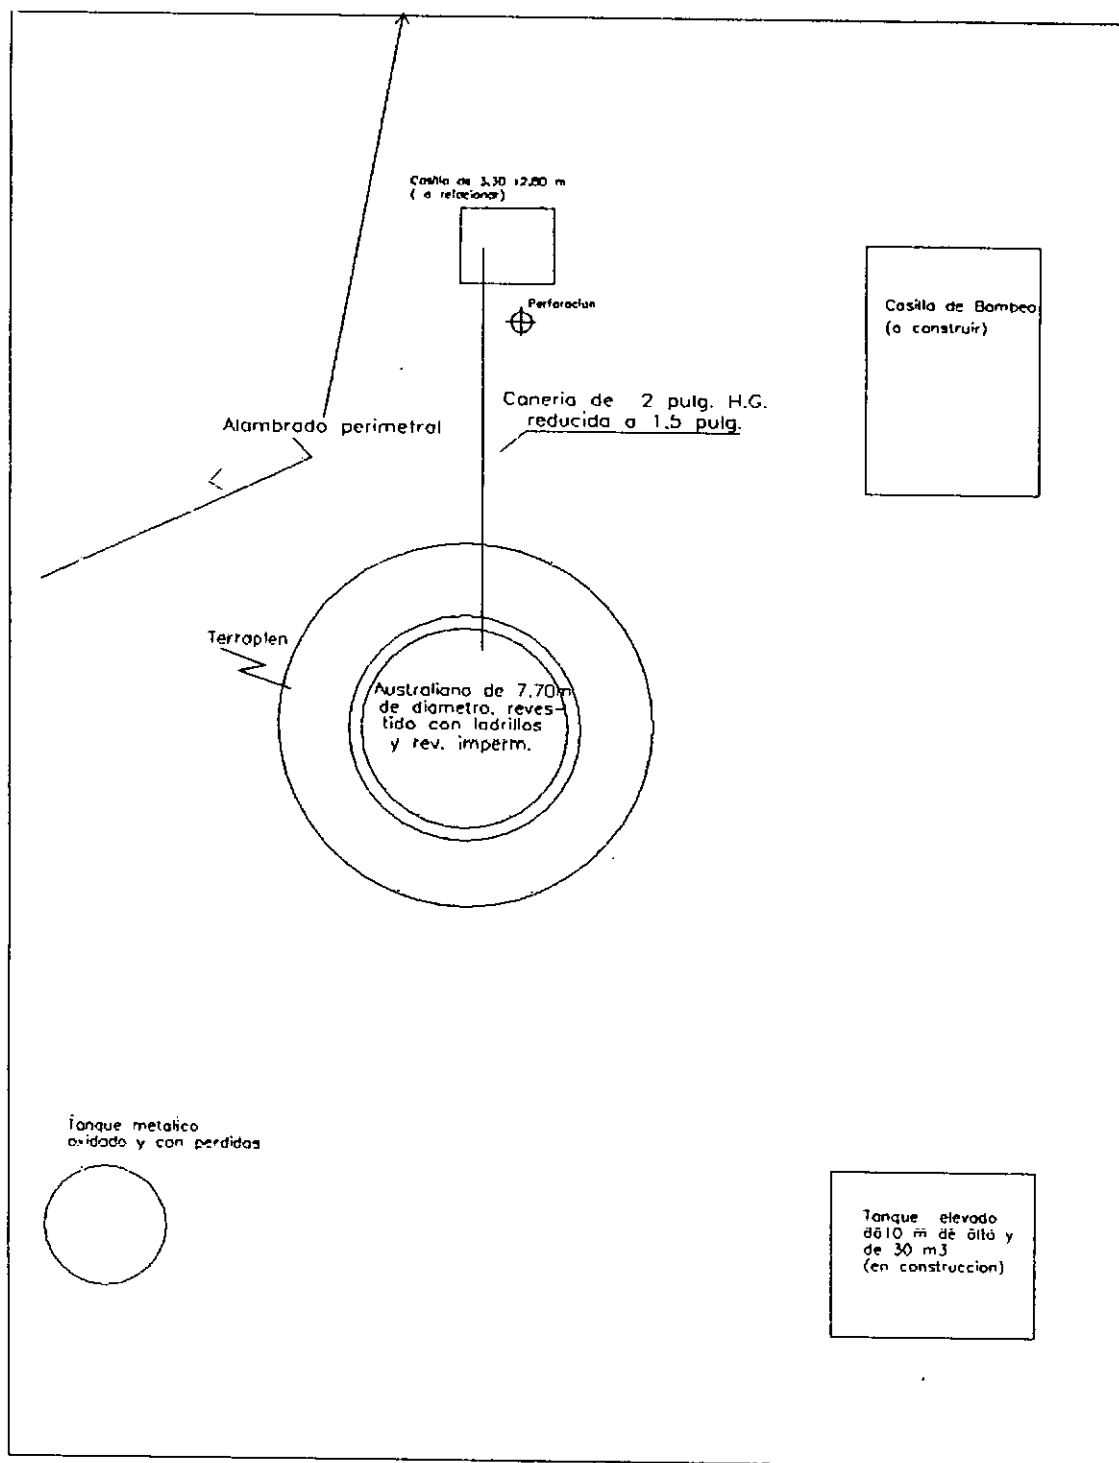 Casilla de 3.30 x2.80 m
( a relacionar)
Perforacion
Casilla de Bombeo
(a construir)
Caneria de 2 pulg. H.G.
reducida a 1.5 pulg.
Alambrado perimetral
Terraplen
Australiano de 7.70m
de diametro, reves-
tido con ladrillos
y rev. imperm.
Tanque metalico
oxidado y con perdidas
Tanque elevado
de10 m de alto y
de 30 m3
(en construccion)